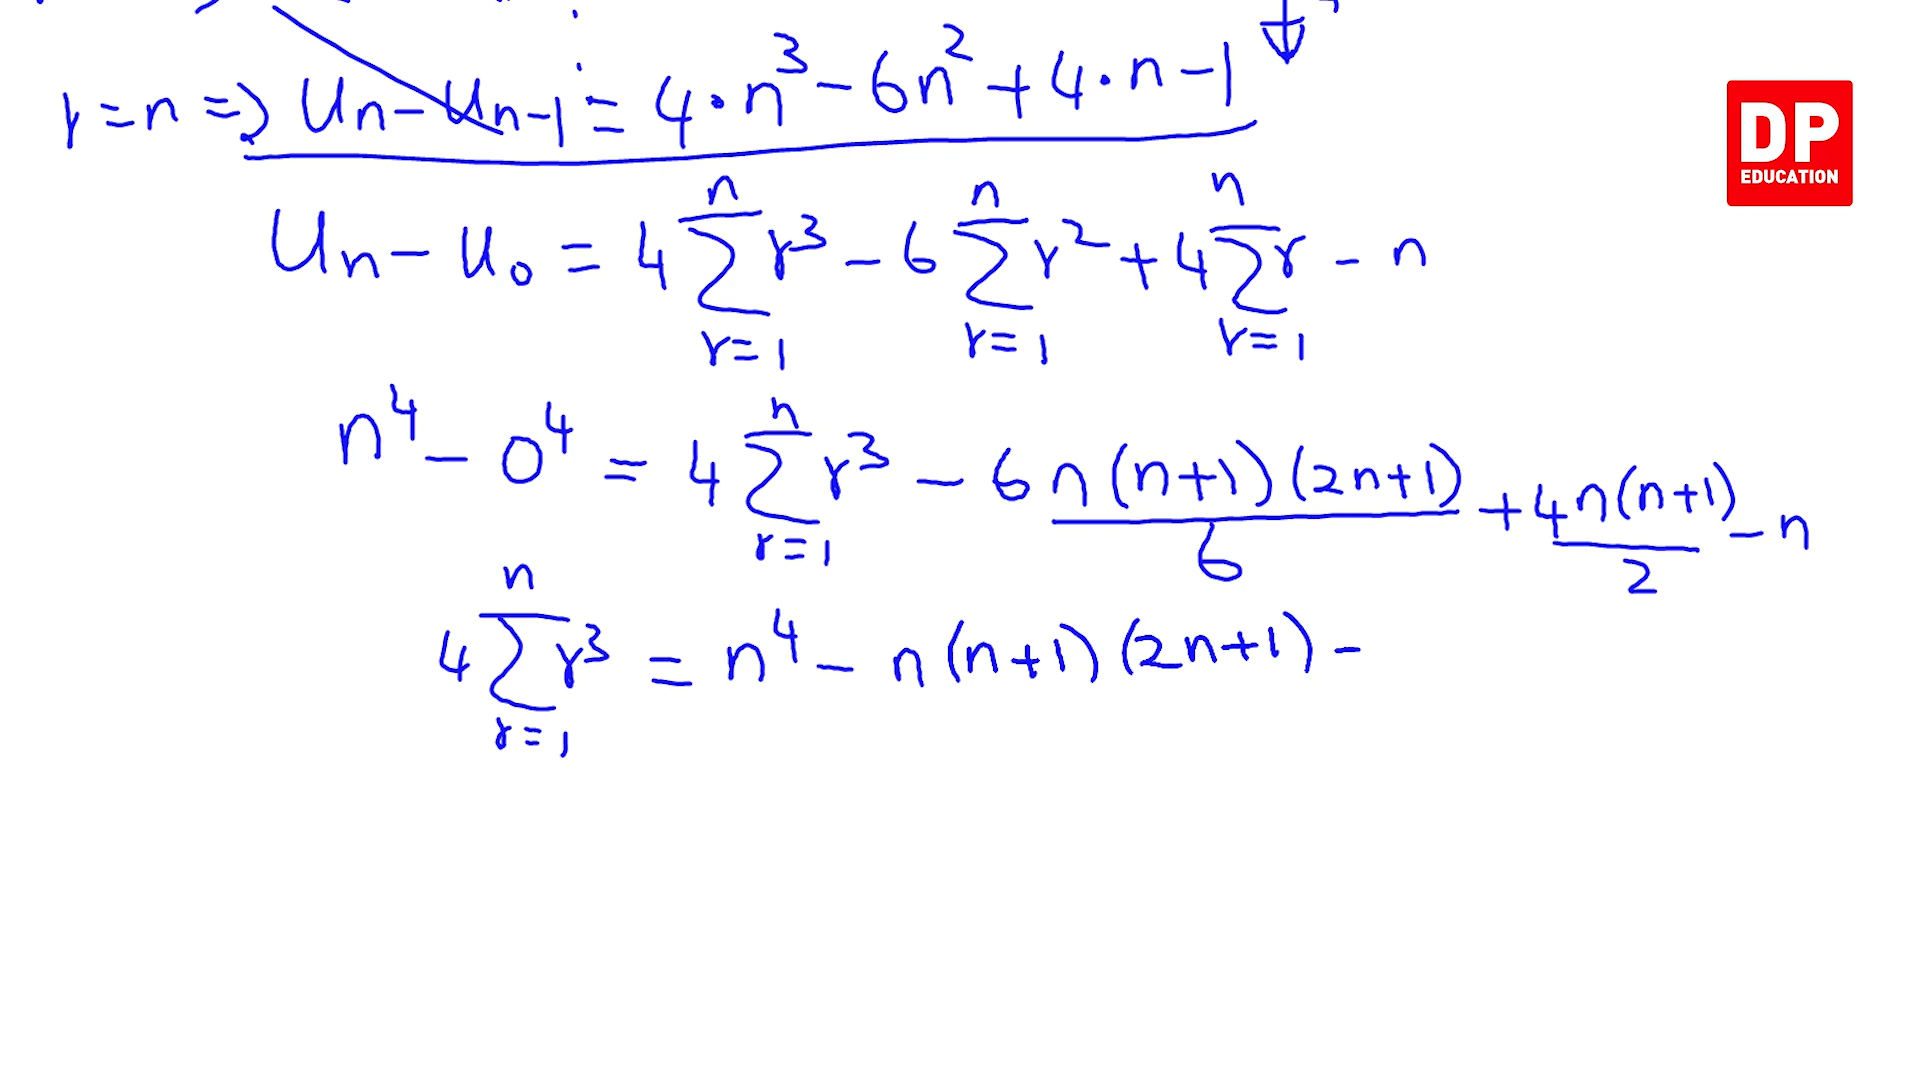 r = n ⇒ Uₙ − Uₙ₋₁ = 4·n³ − 6n² + 4·n − 1
DP
EDUCATION
Uₙ − U₀ = 4 ∑ₙ r³ − 6 ∑ₙ r² + 4 ∑ₙ r − n
r=1 r=1 r=1
n⁴ − 0⁴ = 4 ∑ⁿ r³ − 6 n(n+1)(2n+1)/6 + 4n(n+1)/2 − n
r=1
4 ∑ⁿ r³ = n⁴ − n(n+1)(2n+1) −
r=1